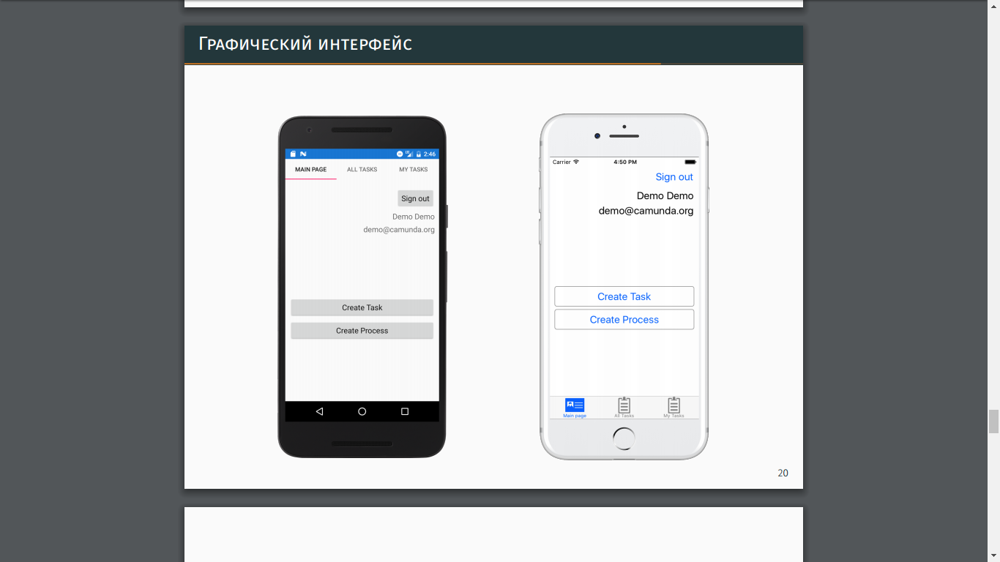 Графический интерфейс
2:46
MAIN PAGE ALL TASKS MY TASKS
Sign out
Demo Demo
demo@camunda.org
Create Task
Create Process
Carrier 4:50 PM
Sign out
Demo Demo
demo@camunda.org
Create Task
Create Process
Main page All Tasks My Tasks
20